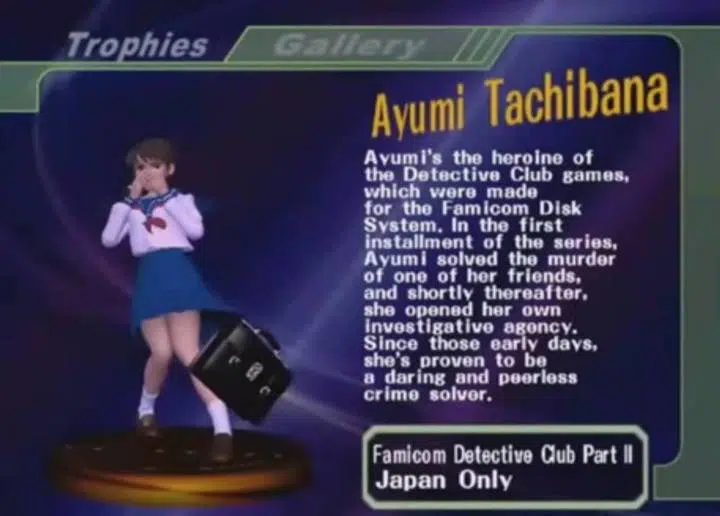 Trophies Gallery
Ayumi Tachibana
Ayumi's the heroine of
the Detective Club games,
which were made
for the Famicom Disk
System. In the first
installment of the series,
Ayumi solved the murder
of one of her friends,
and shortly thereafter,
she opened her own
investigative agency.
Since those early days,
she's proven to be
a daring and peerless
crime solver.
Famicom Detective Club Part II
Japan Only